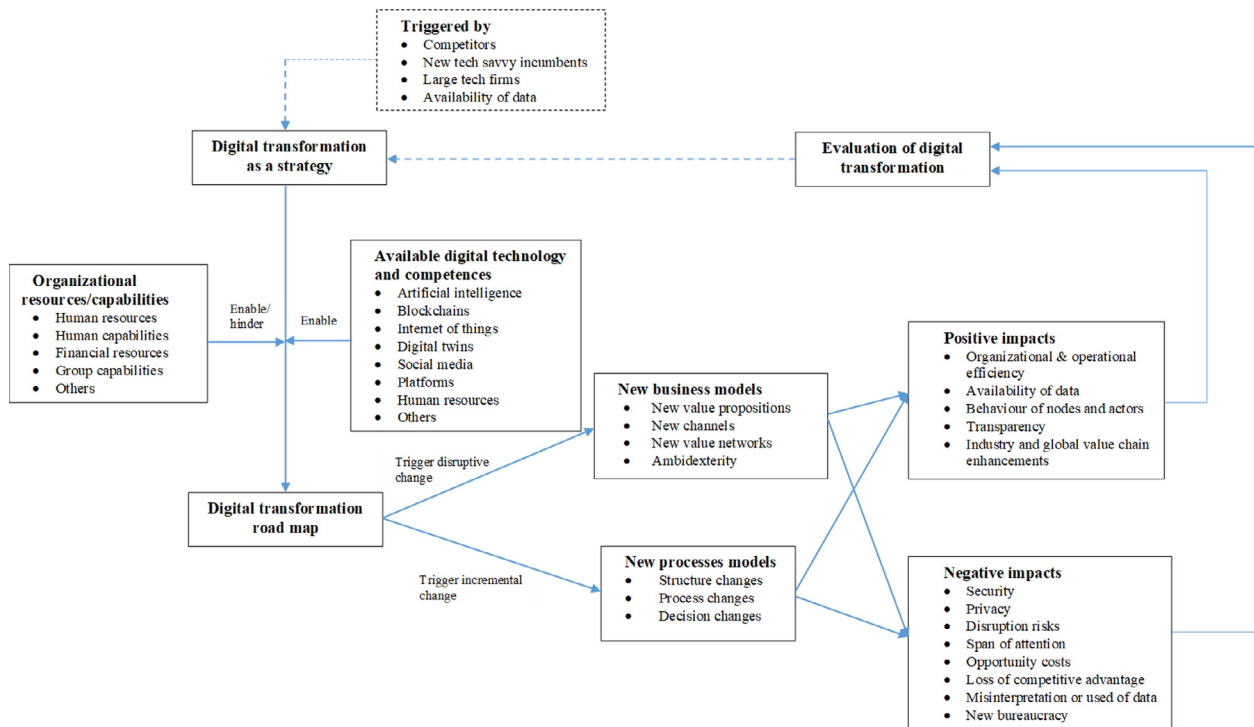 Triggered by
• Competitors
• New tech savvy incumbents
• Large tech firms
• Availability of data
Digital transformation
as a strategy
Evaluation of digital
transformation
Organizational
resources/capabilities
• Human resources
• Human capabilities
• Financial resources
• Group capabilities
• Others
Enable/
hinder
Enable
Available digital technology
and competences
• Artificial intelligence
• Blockchains
• Internet of things
• Digital twins
• Social media
• Platforms
• Human resources
• Others
Digital transformation
road map
Trigger disruptive
change
Trigger incremental
change
New business models
• New value propositions
• New channels
• New value networks
• Ambidexterity
New processes models
• Structure changes
• Process changes
• Decision changes
Positive impacts
• Organizational & operational
efficiency
• Availability of data
• Behaviour of nodes and actors
• Transparency
• Industry and global value chain
enhancements
Negative impacts
• Security
• Privacy
• Disruption risks
• Span of attention
• Opportunity costs
• Loss of competitive advantage
• Misinterpretation or used of data
• New bureaucracy